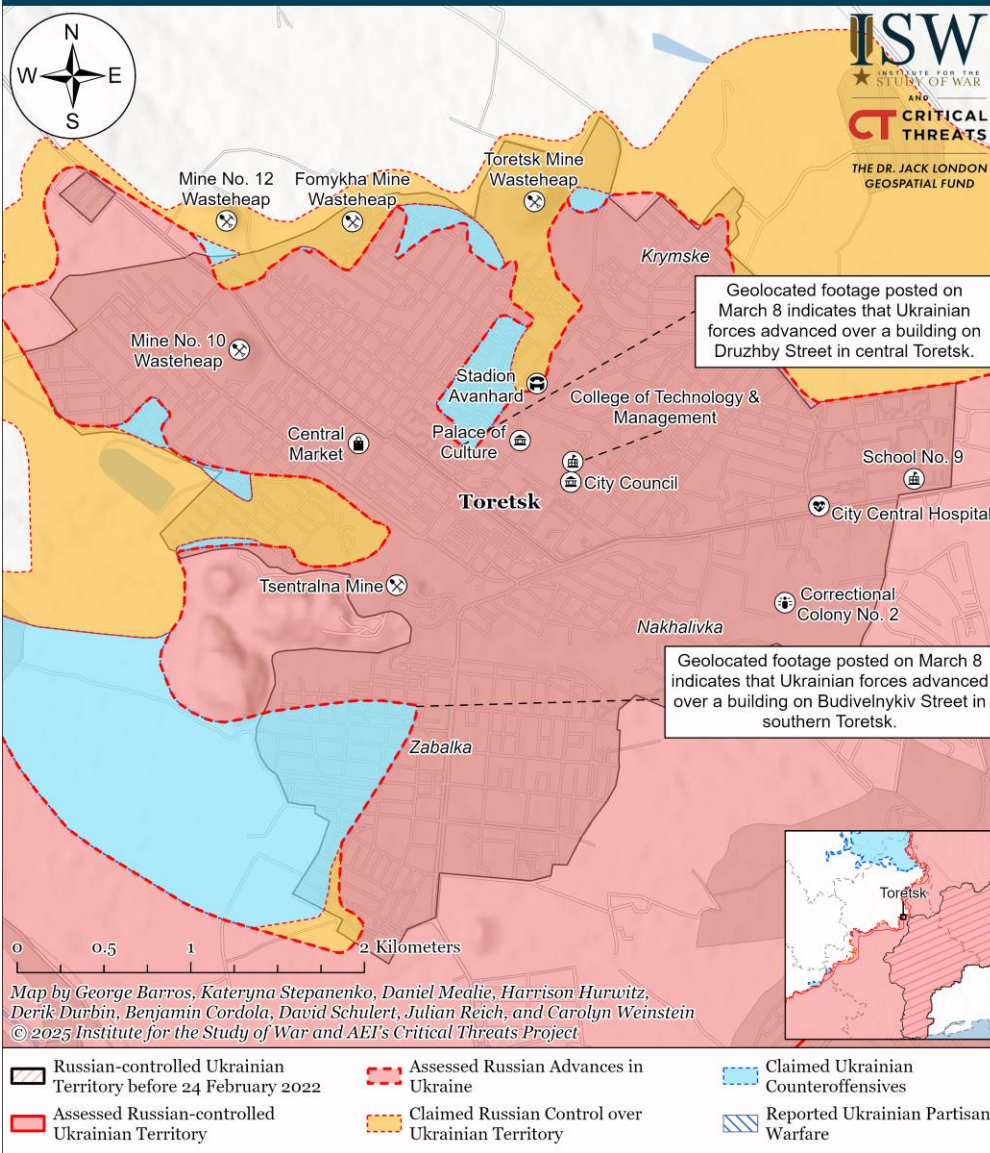 N
W
E
S
ISW
INSTITUTE FOR THE
STUDY OF WAR
AND
CT CRITICAL
THREATS
THE DR. JACK LONDON
GEOSPATIAL FUND
Mine No. 12
Wasteheap
Fomykha Mine
Wasteheap
Toretsk Mine
Wasteheap
Krymske
Geolocated footage posted on
March 8 indicates that Ukrainian
forces advanced over a building on
Druzhby Street in central Toretsk.
Mine No. 10
Wasteheap
Stadion
Avanhard
College of Technology &
Management
Central
Market
Palace of
Culture
School No. 9
City Council
Toretsk
City Central Hospital
Tsentralna Mine
Correctional
Colony No. 2
Nakhalivka
Geolocated footage posted on March 8
indicates that Ukrainian forces advanced
over a building on Budivelnykiv Street in
southern Toretsk.
Zabalka
Toretsk
0 0.5 1 2 Kilometers
Map by George Barros, Kateryna Stepanenko, Daniel Mealie, Harrison Hurwitz,
Derik Durbin, Benjamin Cordola, David Schulert, Julian Reich, and Carolyn Weinstein
© 2025 Institute for the Study of War and AEI's Critical Threats Project
Russian-controlled Ukrainian
Territory before 24 February 2022
Assessed Russian-controlled
Ukrainian Territory
Assessed Russian Advances in
Ukraine
Claimed Russian Control over
Ukrainian Territory
Claimed Ukrainian
Counteroffensives
Reported Ukrainian Partisan
Warfare